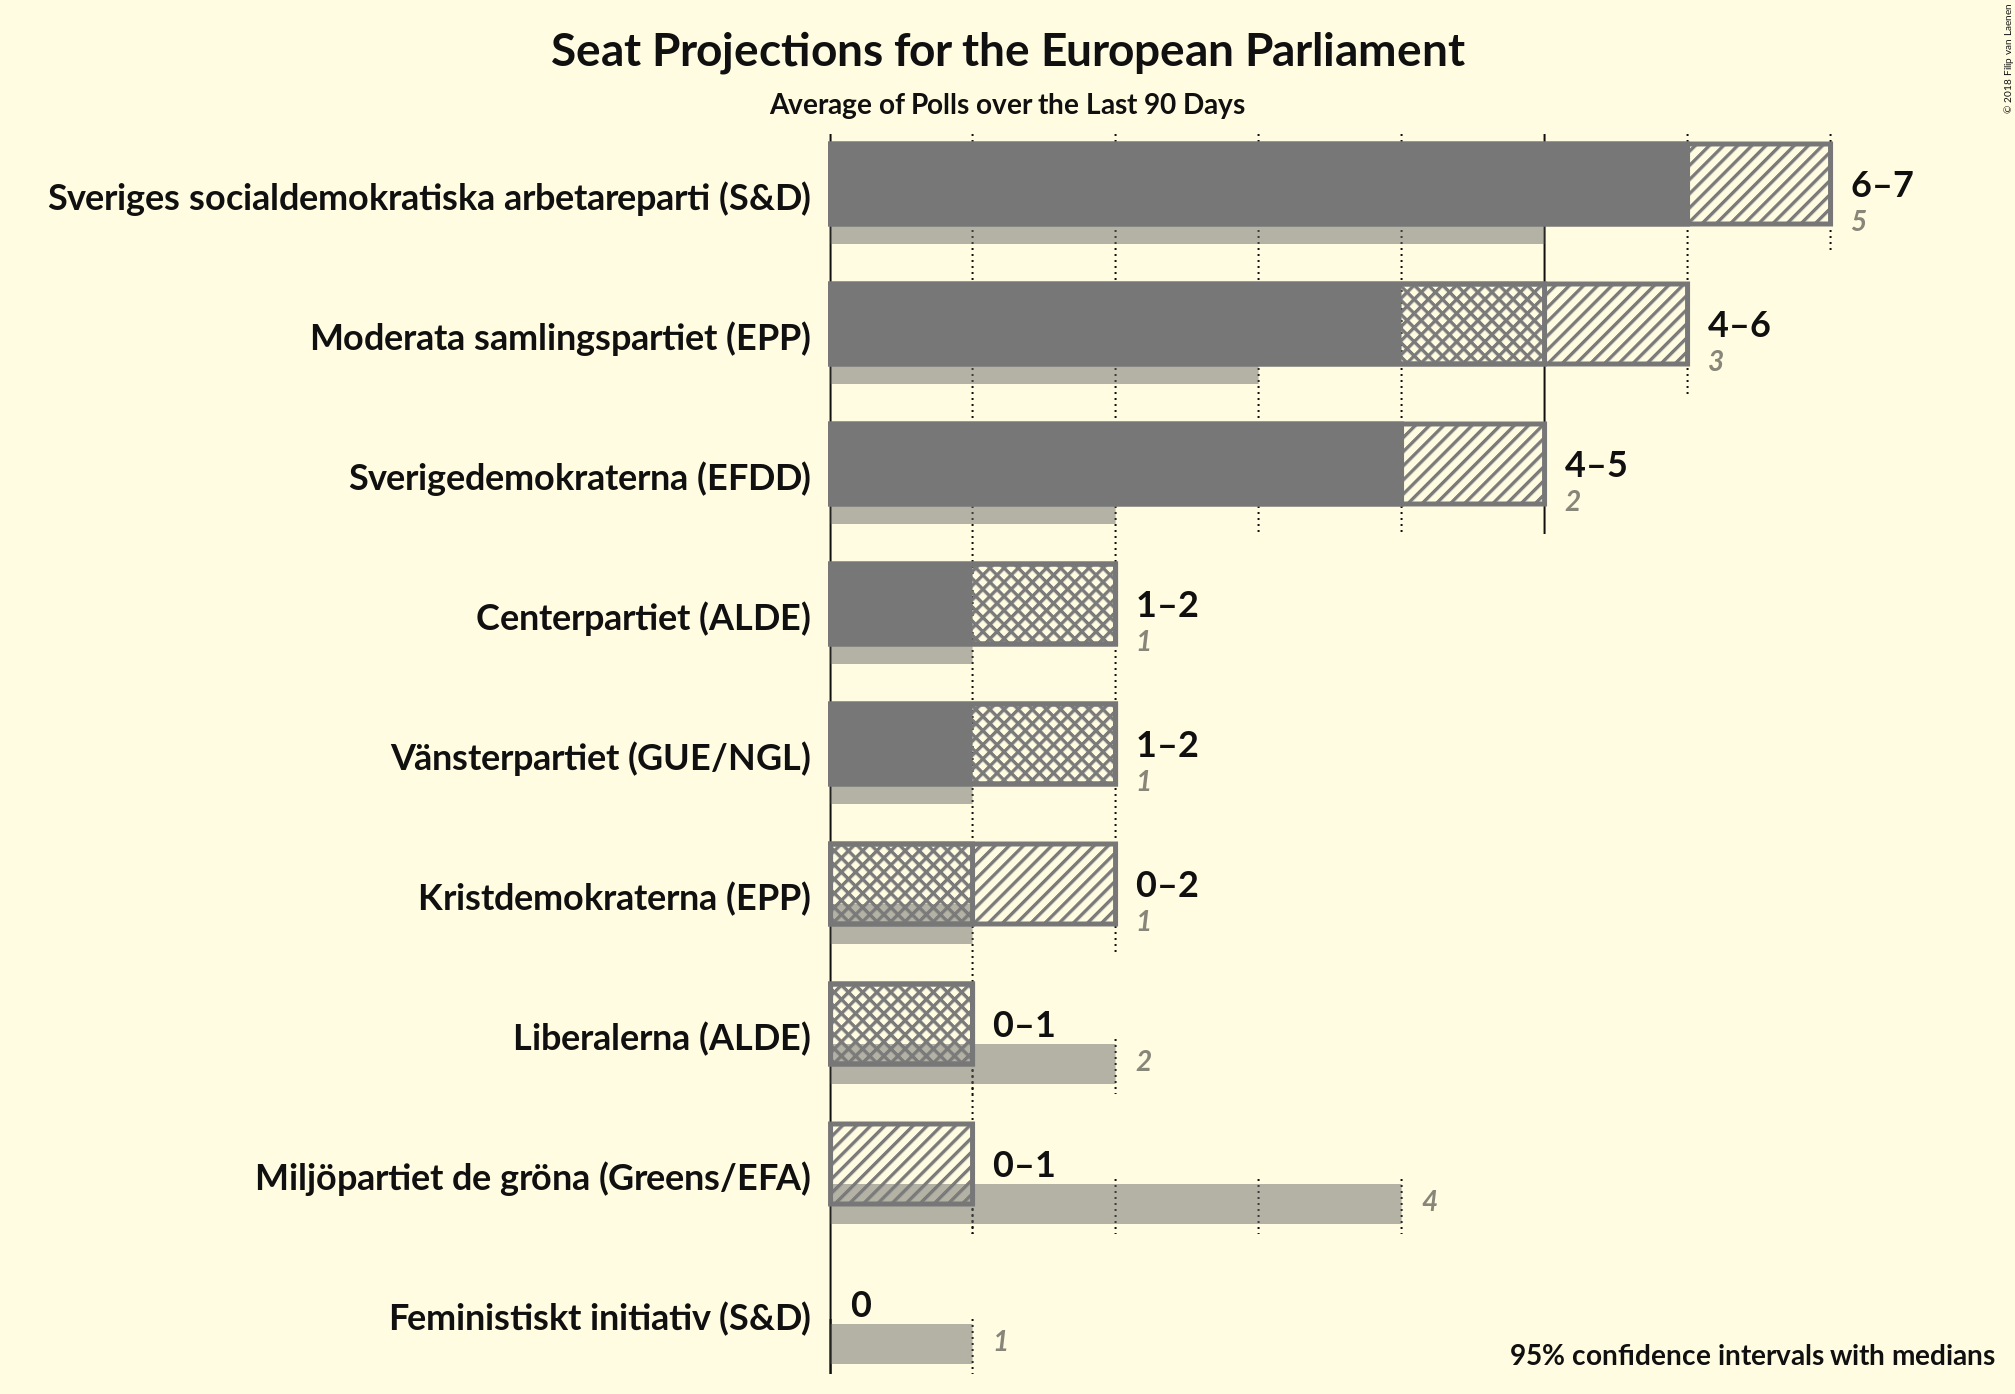 Seat Projections for the European Parliament
Average of Polls over the Last 90 Days
© 2018 Filip van Laenen
Sveriges socialdemokratiska arbetareparti (S&D)
6–7
5
Moderata samlingspartiet (EPP)
4–6
3
Sverigedemokraterna (EFDD)
4–5
2
Centerpartiet (ALDE)
1–2
1
Vänsterpartiet (GUE/NGL)
1–2
1
Kristdemokraterna (EPP)
0–2
1
Liberalerna (ALDE)
0–1
2
Miljöpartiet de gröna (Greens/EFA)
0–1
4
Feministiskt initiativ (S&D)
0
1
95% confidence intervals with medians